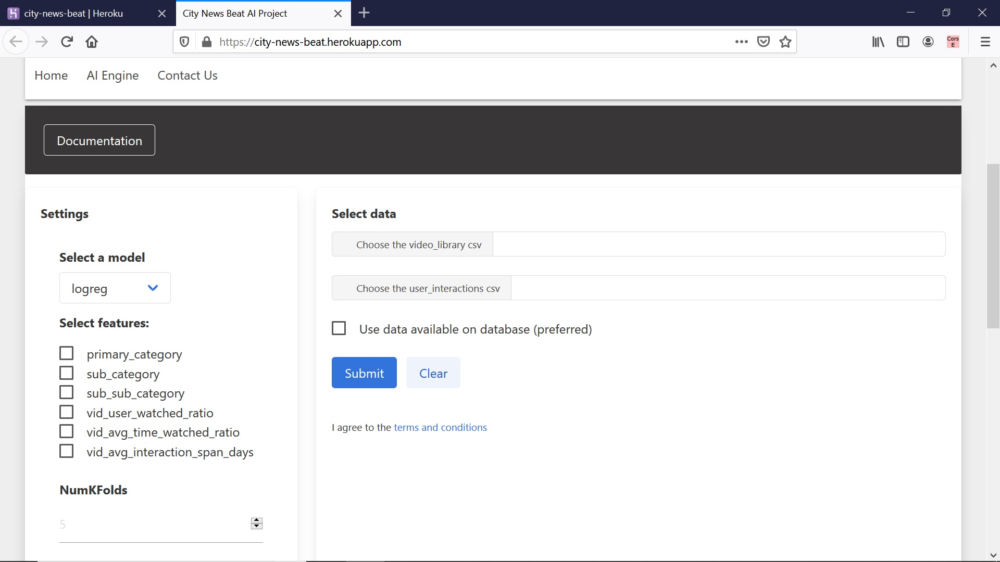 city-news-beat | Heroku
City News Beat AI Project
https://city-news-beat.herokuapp.com
Cors E
Home
AI Engine
Contact Us
Documentation
Settings
Select a model
logreg
Select features:
primary_category
sub_category
sub_sub_category
vid_user_watched_ratio
vid_avg_time_watched_ratio
vid_avg_interaction_span_days
NumKFolds
5
Select data
Choose the video_library csv
Choose the user_interactions csv
Use data available on database (preferred)
Submit
Clear
I agree to the terms and conditions